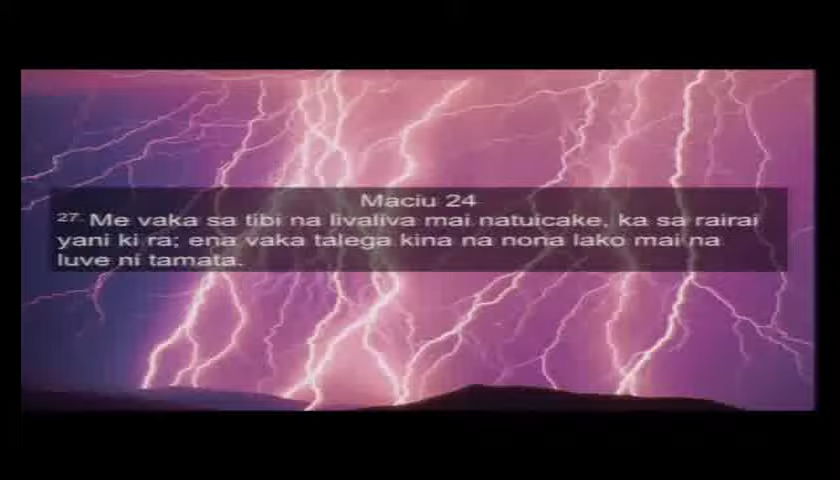 Maciu 24
27. Me vaka sa tibi na livaliva mai natuicake, ka sa rairai
yani ki ra; ena vaka talega kina na nona lako mai na
luve ni tamata.